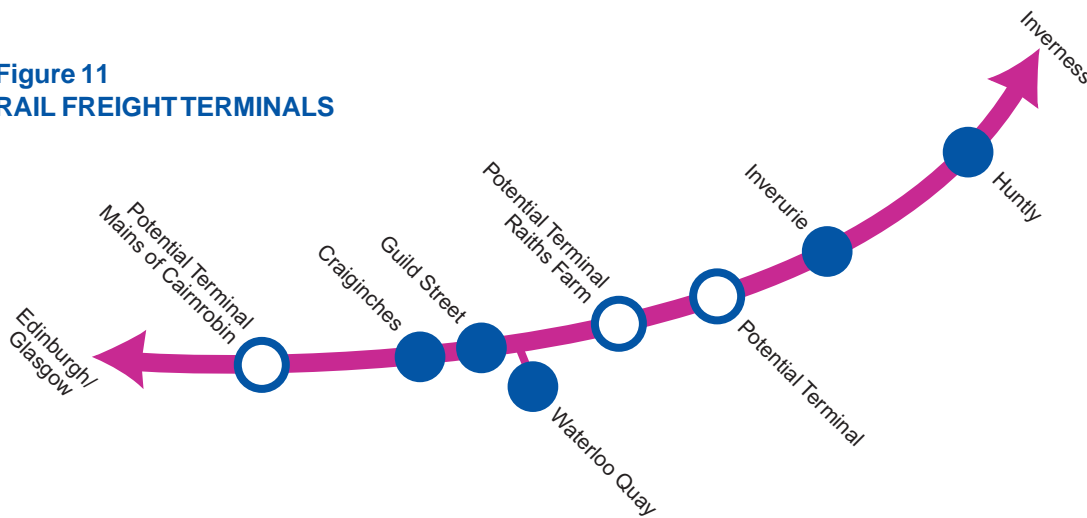 Figure 11
RAIL FREIGHT TERMINALS
Edinburgh/
Glasgow
Potential Terminal
Mains of Cairnrobin
Craiginches
Guild Street
Waterloo Quay
Potential Terminal
Raiths Farm
Potential Terminal
Inverurie
Huntly
Inverness